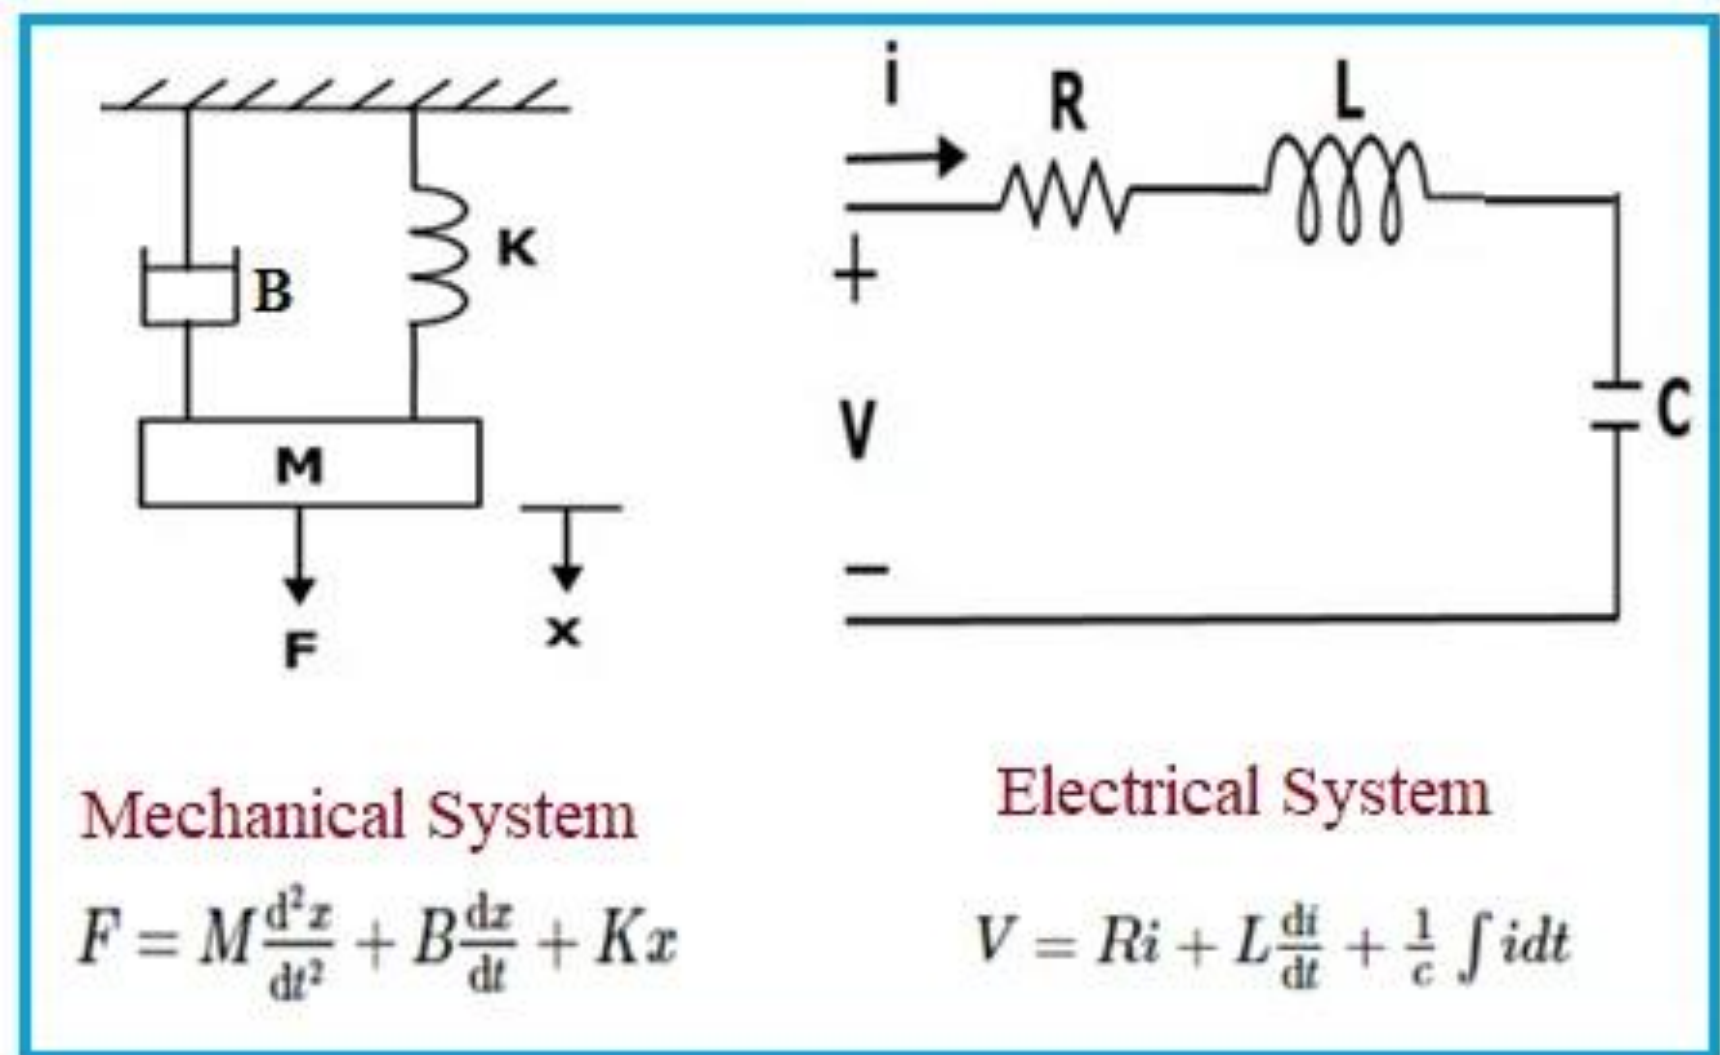 B
K
M
F
x
i
R
L
+
V
−
C
Mechanical System
F = M d²x/dt² + B dx/dt + Kx
Electrical System
V = Ri + L di/dt + 1/c ∫ idt